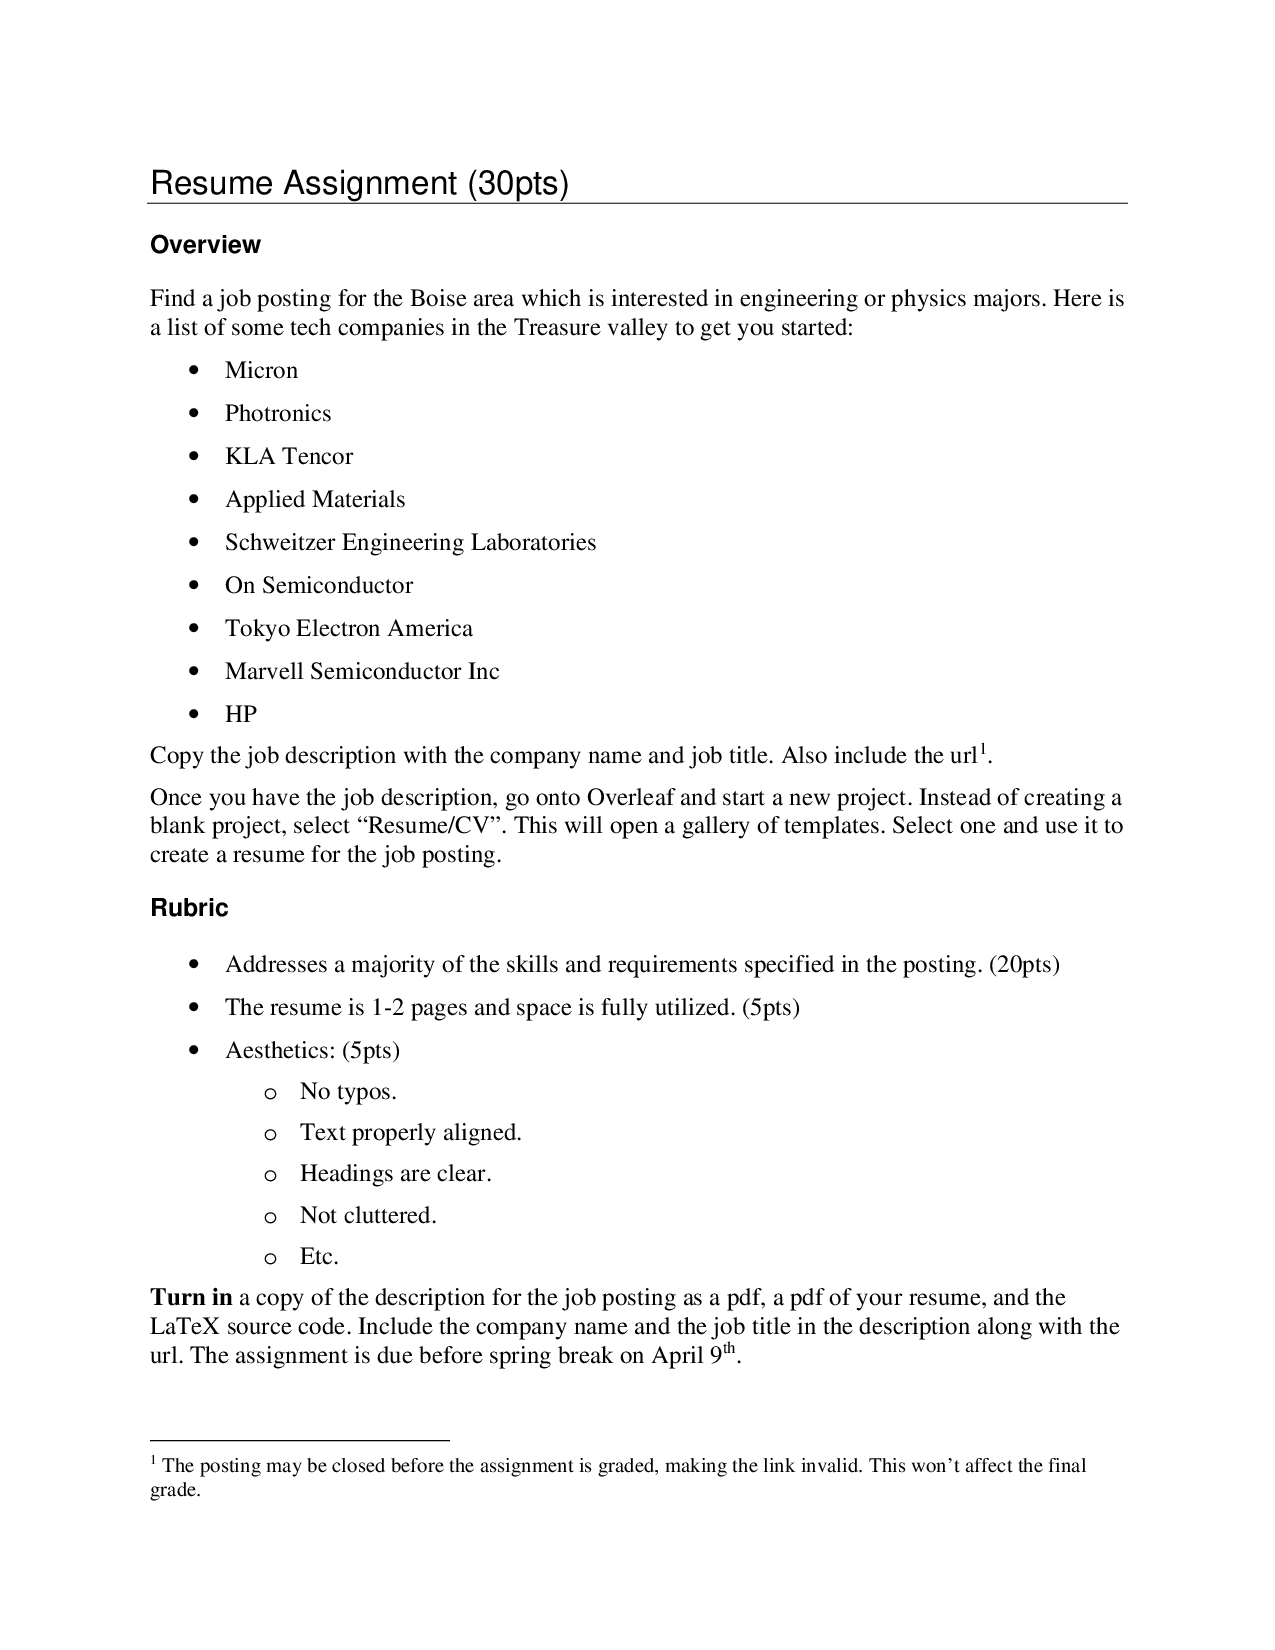 Resume Assignment (30pts)
Overview
Find a job posting for the Boise area which is interested in engineering or physics majors. Here is
a list of some tech companies in the Treasure valley to get you started:
• Micron
• Photronics
• KLA Tencor
• Applied Materials
• Schweitzer Engineering Laboratories
• On Semiconductor
• Tokyo Electron America
• Marvell Semiconductor Inc
• HP
Copy the job description with the company name and job title. Also include the url1.
Once you have the job description, go onto Overleaf and start a new project. Instead of creating a
blank project, select “Resume/CV”. This will open a gallery of templates. Select one and use it to
create a resume for the job posting.
Rubric
• Addresses a majority of the skills and requirements specified in the posting. (20pts)
• The resume is 1-2 pages and space is fully utilized. (5pts)
• Aesthetics: (5pts)
o No typos.
o Text properly aligned.
o Headings are clear.
o Not cluttered.
o Etc.
Turn in a copy of the description for the job posting as a pdf, a pdf of your resume, and the
LaTeX source code. Include the company name and the job title in the description along with the
url. The assignment is due before spring break on April 9th.
1 The posting may be closed before the assignment is graded, making the link invalid. This won’t affect the final
grade.